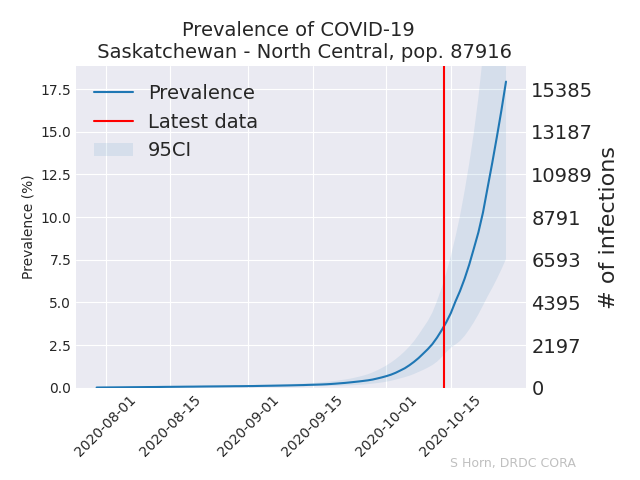 Prevalence of COVID-19
Saskatchewan - North Central, pop. 87916
Prevalence
Latest data
95CI
Prevalence (%)
17.5
15.0
12.5
10.0
7.5
5.0
2.5
0.0
15385
13187
10989
8791
6593
4395
2197
0
# of infections
2020-08-01
2020-08-15
2020-09-01
2020-09-15
2020-10-01
2020-10-15
S Horn, DRDC CORA